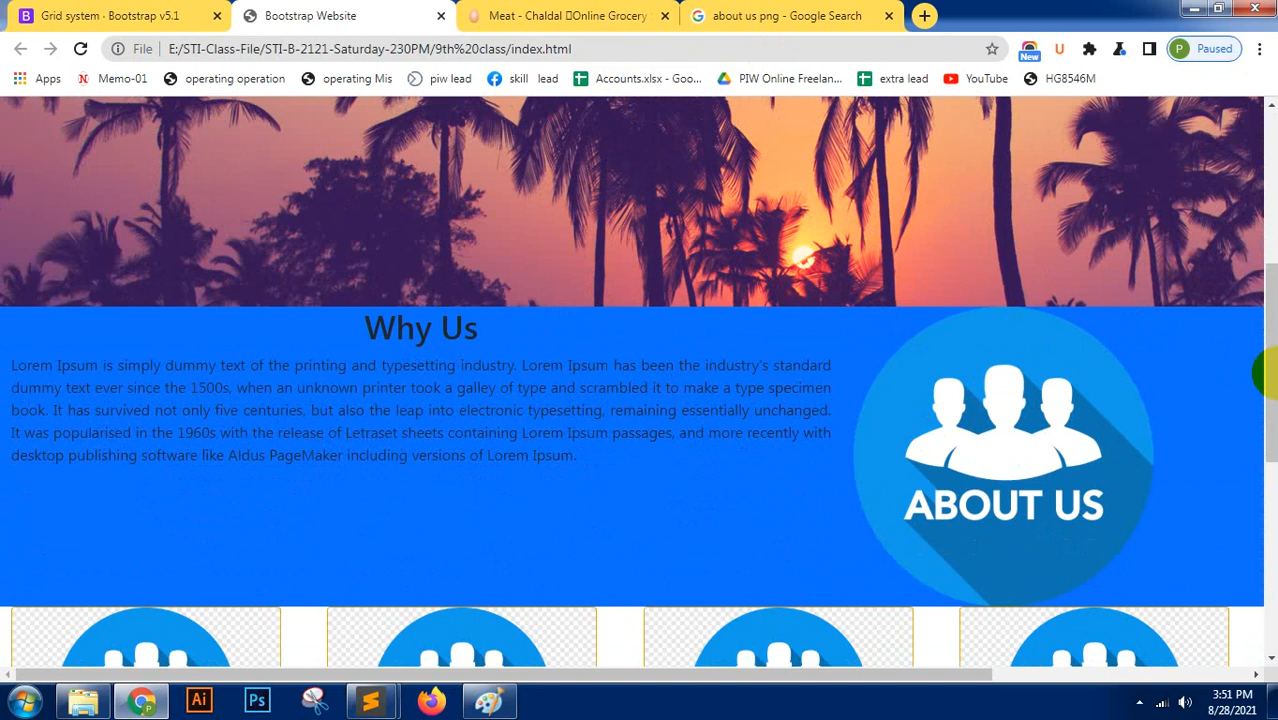 Grid system · Bootstrap v5.1
Bootstrap Website
Meat - Chaldal Online Grocery
about us png - Google Search
File
E:/STI-Class-File/STI-B-2121-Saturday-230PM/9th%20class/index.html
U
New
P Paused
Apps
Memo-01
operating operation
operating Mis
piw lead
skill lead
Accounts.xlsx - Goo...
PIW Online Freelan...
extra lead
YouTube
HG8546M
Why Us
Lorem Ipsum is simply dummy text of the printing and typesetting industry. Lorem Ipsum has been the industry's standard
dummy text ever since the 1500s, when an unknown printer took a galley of type and scrambled it to make a type specimen
book. It has survived not only five centuries, but also the leap into electronic typesetting, remaining essentially unchanged.
It was popularised in the 1960s with the release of Letraset sheets containing Lorem Ipsum passages, and more recently with
desktop publishing software like Aldus PageMaker including versions of Lorem Ipsum.
ABOUT US
Ai
Ps
3:51 PM
8/28/2021